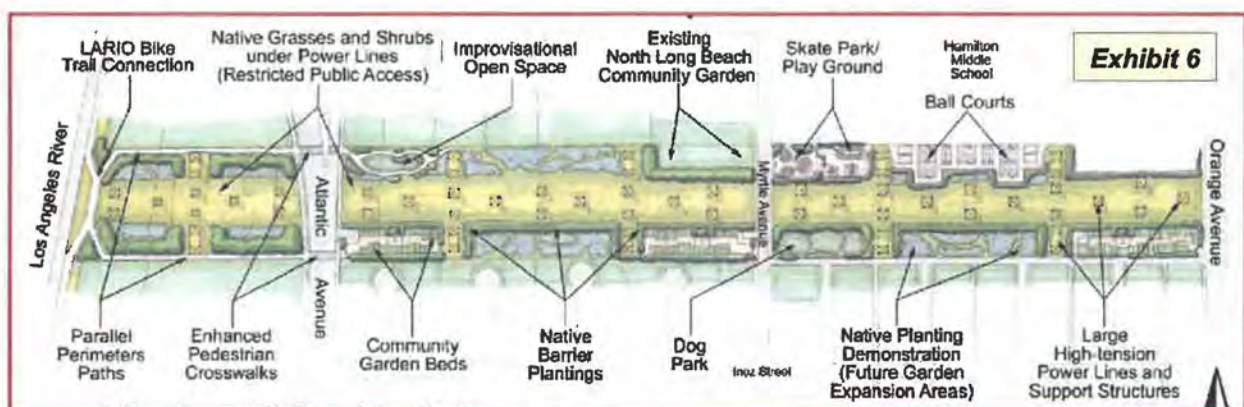 LARIO Bike
Trail Connection
Native Grasses and Shrubs
under Power Lines
(Restricted Public Access)
Improvisational
Open Space
Existing
North Long Beach
Community Garden
Skate Park/
Play Ground
Hamilton
Middle
School
Ball Courts
Exhibit 6
Los Angeles River
Atlantic
Avenue
Myrtle Avenue
Orange Avenue
Parallel
Perimeters
Paths
Enhanced
Pedestrian
Crosswalks
Community
Garden Beds
Native
Barrier
Plantings
Dog
Park
Inez Street
Native Planting
Demonstration
(Future Garden
Expansion Areas)
Large
High-tension
Power Lines and
Support Structures